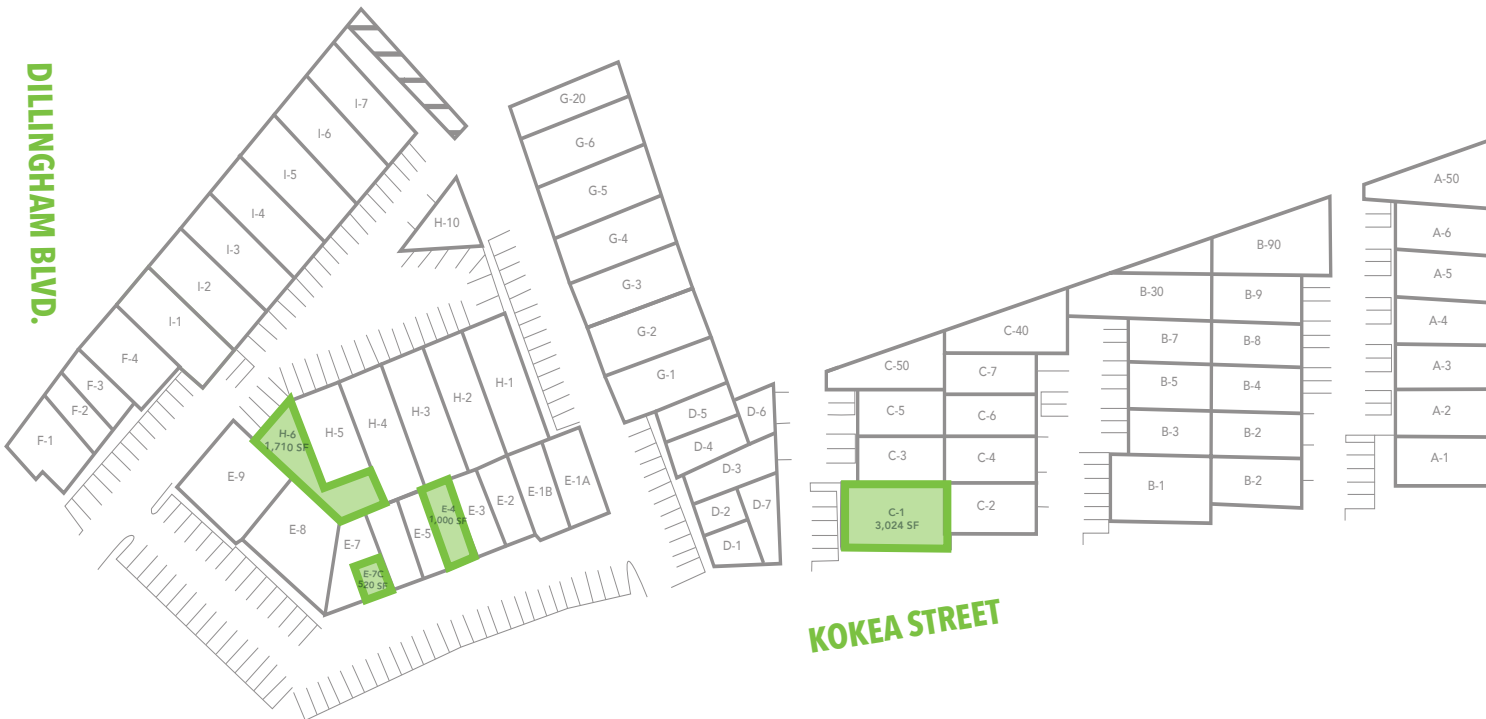 DILLINGHAM BLVD.
I-7
I-6
I-5
I-4
I-3
I-2
I-1
F-4
F-3
F-2
F-1
H-10
G-20
G-6
G-5
G-4
G-3
G-2
G-1
H-1
H-2
H-3
H-4
H-5
H-6
1,710 SF
E-9
E-8
E-7
E-7C
520 SF
E-5
E-4
1,000 SF
E-3
E-2
E-1B
E-1A
D-6
D-5
D-4
D-3
D-2
D-7
D-1
C-50
C-40
C-7
C-5
C-6
C-3
C-4
C-1
3,024 SF
C-2
B-90
B-30
B-9
B-7
B-8
B-5
B-4
B-3
B-2
B-1
B-2
A-50
A-6
A-5
A-4
A-3
A-2
A-1
KOKEA STREET